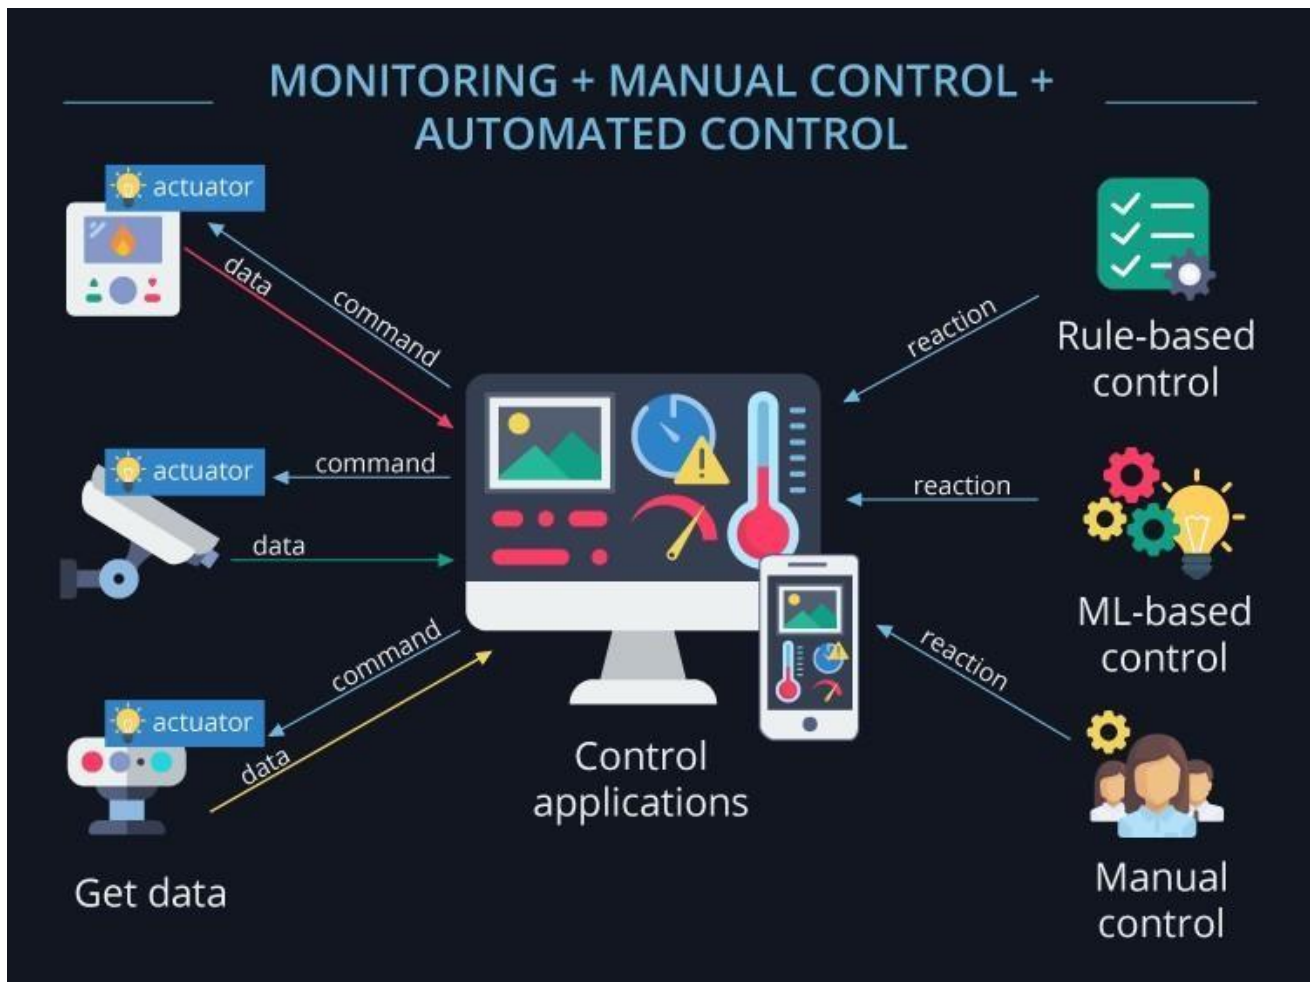 MONITORING + MANUAL CONTROL +
AUTOMATED CONTROL
actuator
data
command
reaction
Rule-based
control
actuator
command
data
reaction
ML-based
control
command
actuator
data
reaction
Control
applications
Get data
Manual
control